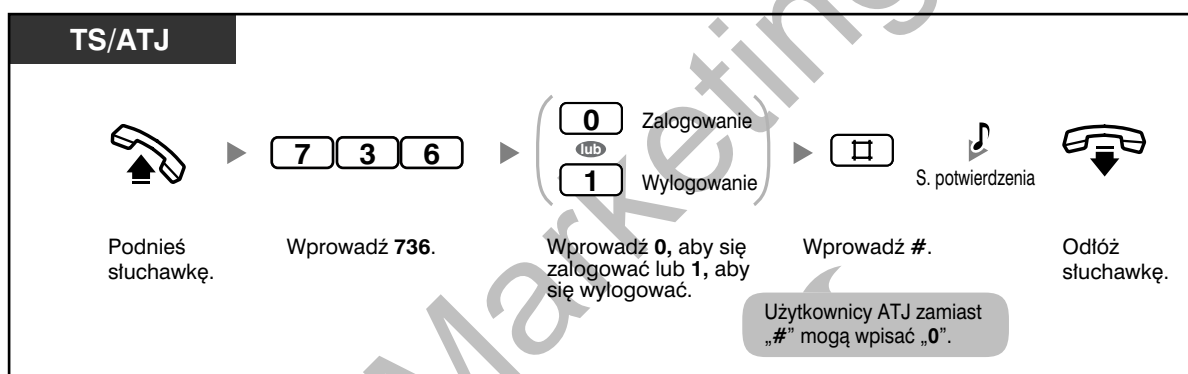 TS/ATJ
7 3 6
0 Zalogowanie
lub
1 Wylogowanie
#
S. potwierdzenia
Podnieś
słuchawkę.
Wprowadź 736.
Wprowadź 0, aby się
zalogować lub 1, aby
się wylogować.
Wprowadź #.
Użytkownicy ATJ zamiast
„#” mogą wpisać „0”.
Odłóż
słuchawkę.
Marketing